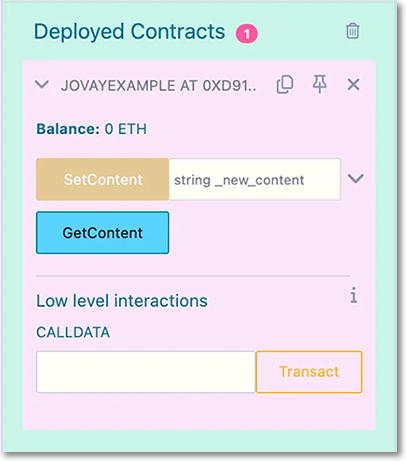 Deployed Contracts 1
JOVAYEXAMPLE AT 0XD91..
Balance: 0 ETH
SetContent string _new_content
GetContent
Low level interactions i
CALLDATA
Transact